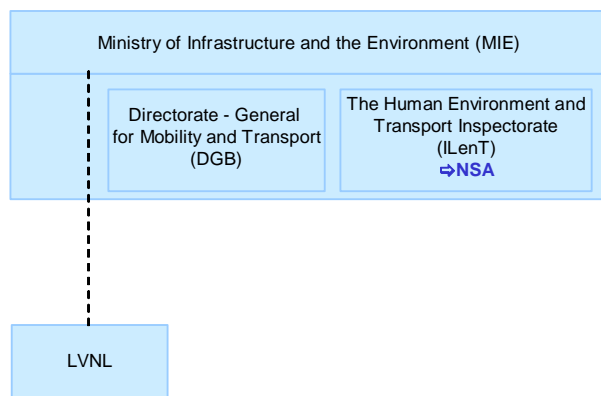 Ministry of Infrastructure and the Environment (MIE)
Directorate - General
for Mobility and Transport
(DGB)
The Human Environment and
Transport Inspectorate
(ILenT)
⇨NSA
LVNL